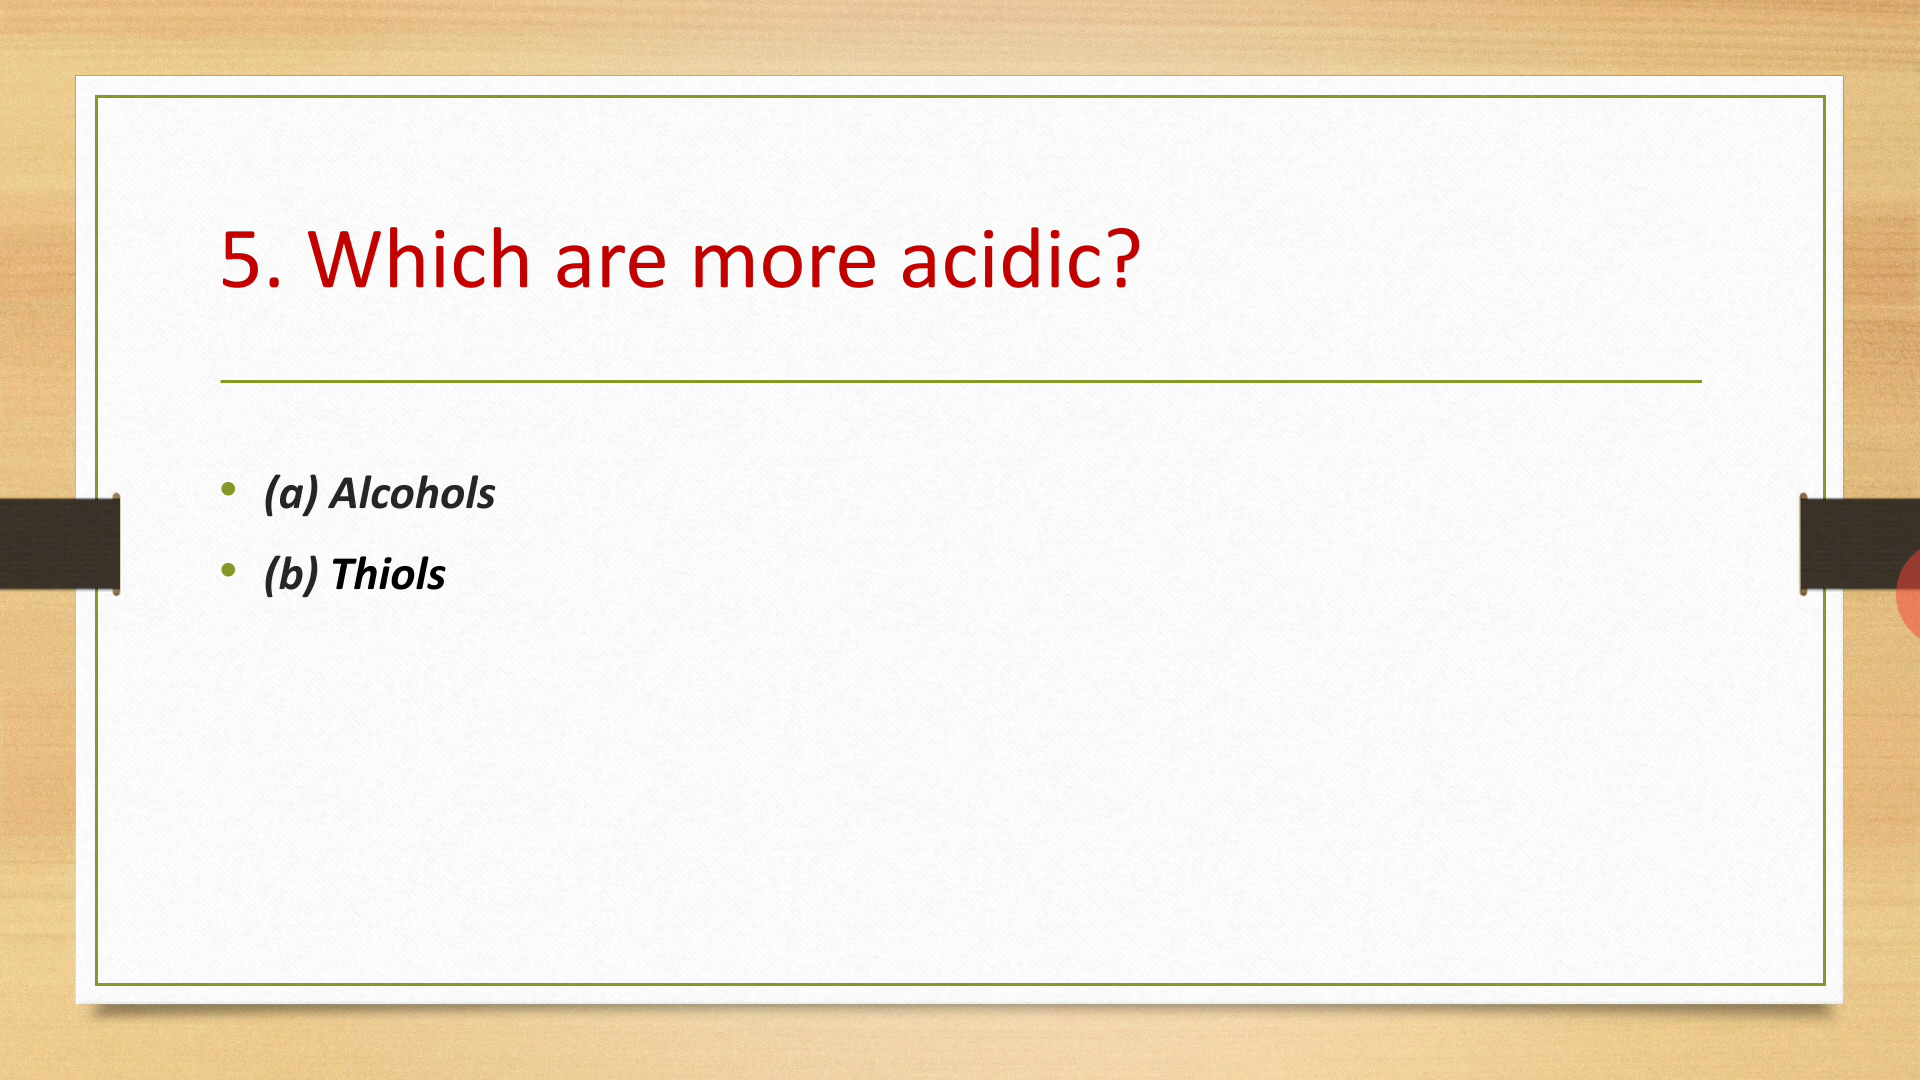 5. Which are more acidic?
• (a) Alcohols
• (b) Thiols